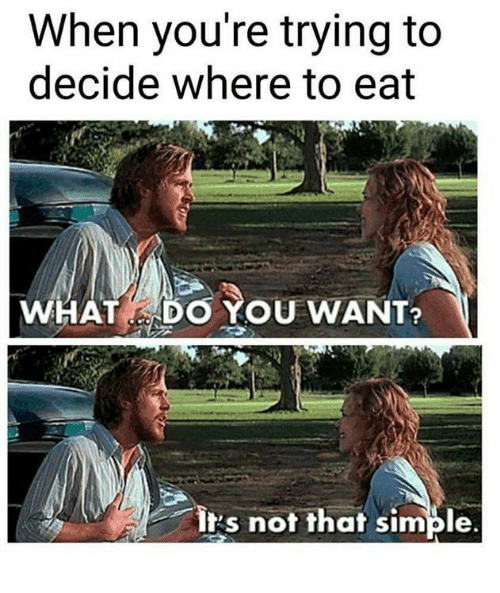 When you're trying to
decide where to eat
WHAT DO YOU WANT?
It's not that simple.